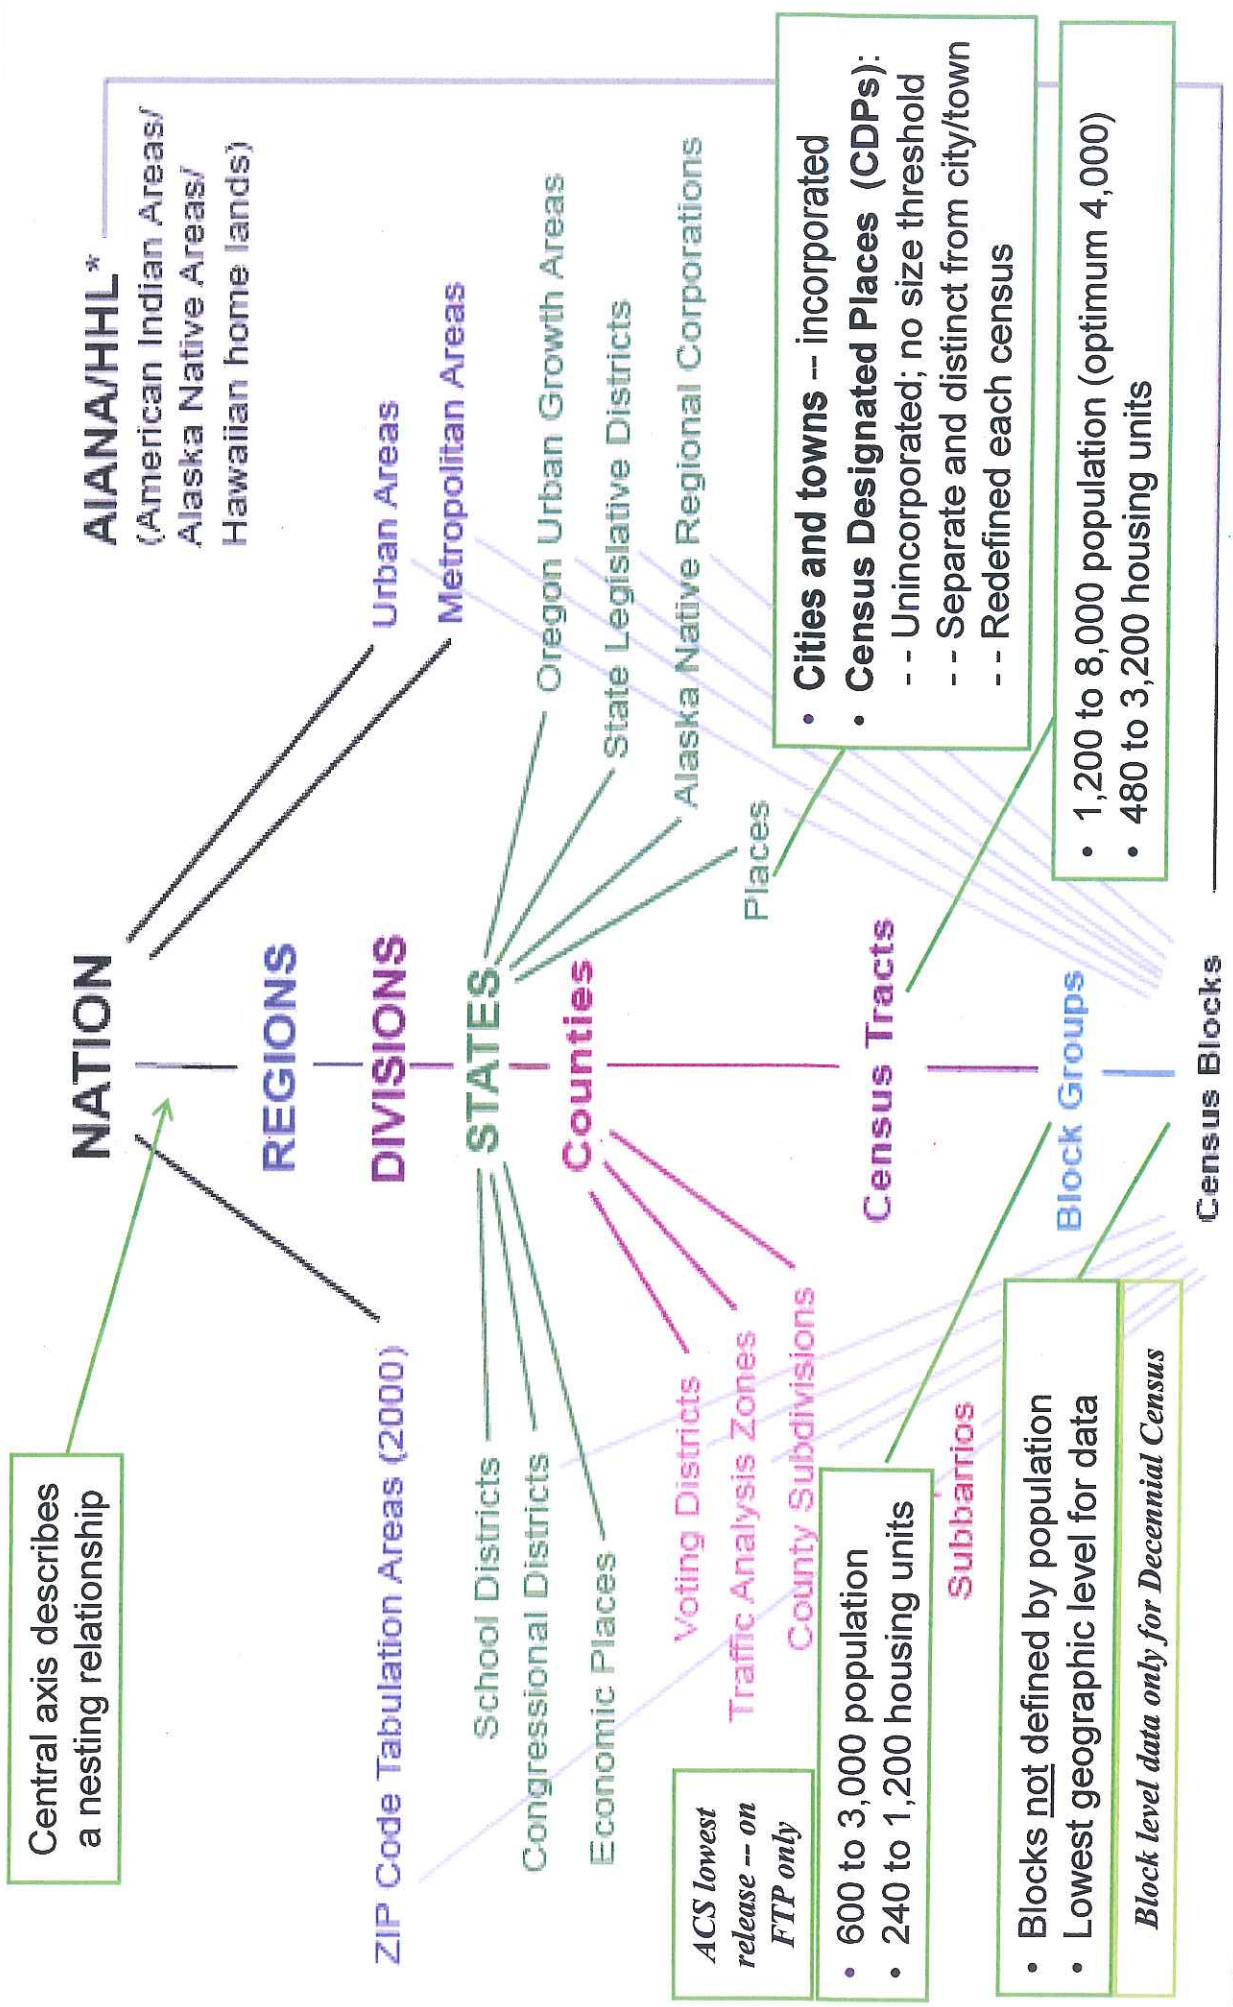 Central axis describes
a nesting relationship
NATION
AIANA/HHL*
(American Indian Areas/
Alaska Native Areas/
Hawaiian home lands)
REGIONS
ZIP Code Tabulation Areas (2000)
DIVISIONS
Urban Areas
Metropolitan Areas
School Districts
STATES
Oregon Urban Growth Areas
Congressional Districts
State Legislative Districts
Economic Places
Counties
Alaska Native Regional Corporations
Voting Districts
Places
Traffic Analysis Zones
County Subdivisions
• Cities and towns -- incorporated
• Census Designated Places (CDPs):
- - Unincorporated; no size threshold
- - Separate and distinct from city/town
- - Redefined each census
ACS lowest
release -- on
FTP only
• 600 to 3,000 population
• 240 to 1,200 housing units
Census Tracts
Subbarrios
• 1,200 to 8,000 population (optimum 4,000)
• 480 to 3,200 housing units
Block Groups
• Blocks not defined by population
• Lowest geographic level for data
Block level data only for Decennial Census
Census Blocks